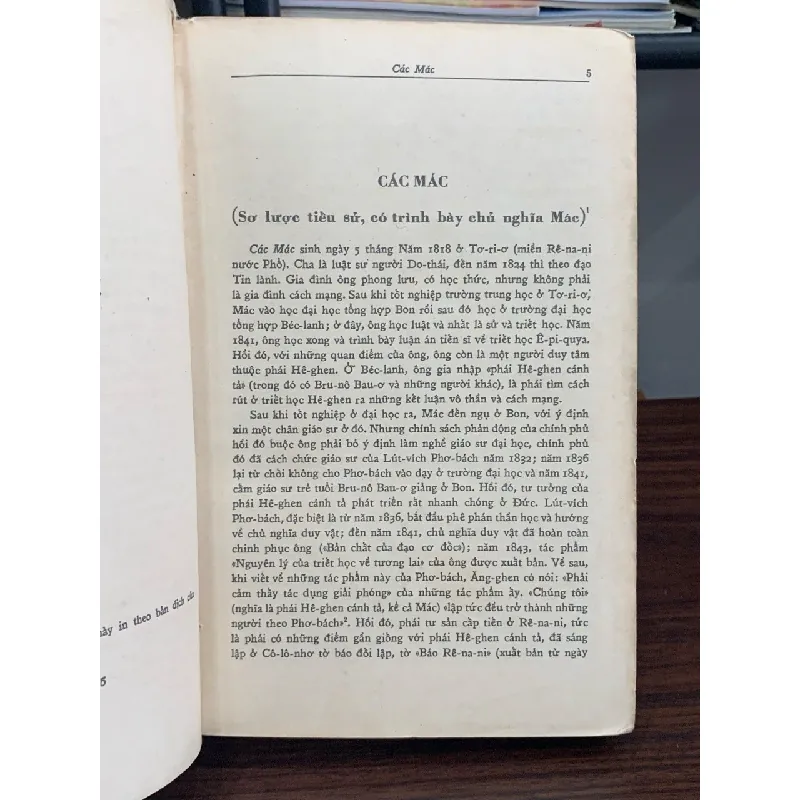 này in theo bản dịch của
6
Các Mác 5
CÁC MÁC
(Sơ lược tiểu sử, có trình bày chủ nghĩa Mác)¹
Các Mác sinh ngày 5 tháng Năm 1818 ở Tơ-ri-ơ (miền Rê-na-ni
nước Phổ). Cha là luật sư người Do-thái, đến năm 1824 thì theo đạo
Tin lành. Gia đình ông phong lưu, có học thức, nhưng không phải
là gia đình cách mạng. Sau khi tốt nghiệp trường trung học ở Tơ-ri-ơ,
Mác vào học đại học tổng hợp Bon rồi sau đó học ở trường đại học
tổng hợp Béc-lanh; ở đây, ông học luật và nhất là sử và triết học. Năm
1841, ông học xong và trình bày luận án tiến sĩ về triết học Ê-pi-quya.
Hồi đó, với những quan điểm của ông, ông còn là một người duy tâm
thuộc phái Hê-ghen. Ở Béc-lanh, ông gia nhập «phái Hê-ghen cánh
tả» (trong đó có Bru-nô Bau-ơ và những người khác), là phái tìm cách
rút ở triết học Hê-ghen ra những kết luận vô thần và cách mạng.
Sau khi tốt nghiệp ở đại học ra, Mác đến ngụ ở Bon, với ý định
xin một chân giáo sư ở đó. Nhưng chính sách phản động của chính phủ
hồi đó buộc ông phải bỏ ý định làm nghề giáo sư đại học, chính phủ
đó đã cách chức giáo sư của Lút-vích Phơ-bách năm 1832; năm 1836
lại từ chối không cho Phơ-bách vào dạy ở trường đại học và năm 1841,
cấm giáo sư trẻ tuổi Bru-nô Bau-ơ giảng ở Bon. Hồi đó, tư tưởng của
phái Hê-ghen cánh tả phát triển rất nhanh chóng ở Đức. Lút-vích
Phơ-bách, đặc biệt là từ năm 1836, bắt đầu phê phán thần học và hướng
về chủ nghĩa duy vật; đến năm 1841, chủ nghĩa duy vật đã hoàn toàn
chinh phục ông («Bản chất của đạo cơ đốc»); năm 1843, tác phẩm
«Nguyên lý của triết học về tương lai» của ông được xuất bản. Về sau,
khi viết về những tác phẩm này của Phơ-bách, Ăng-ghen có nói: «Phải
cảm thấy tác dụng giải phóng» của những tác phẩm ấy. «Chúng tôi»
(nghĩa là phái Hê-ghen cánh tả, kể cả Mác) «lập tức đều trở thành những
người theo Phơ-bách»². Hồi đó, phái tư sản cấp tiến ở Rê-na-ni, tức
là phái có những điểm gần giống với phái Hê-ghen cánh tả, đã sáng
lập ở Cô-lô-nhơ tờ báo đối lập, tờ «Báo Rê-na-ni» (xuất bản từ ngày